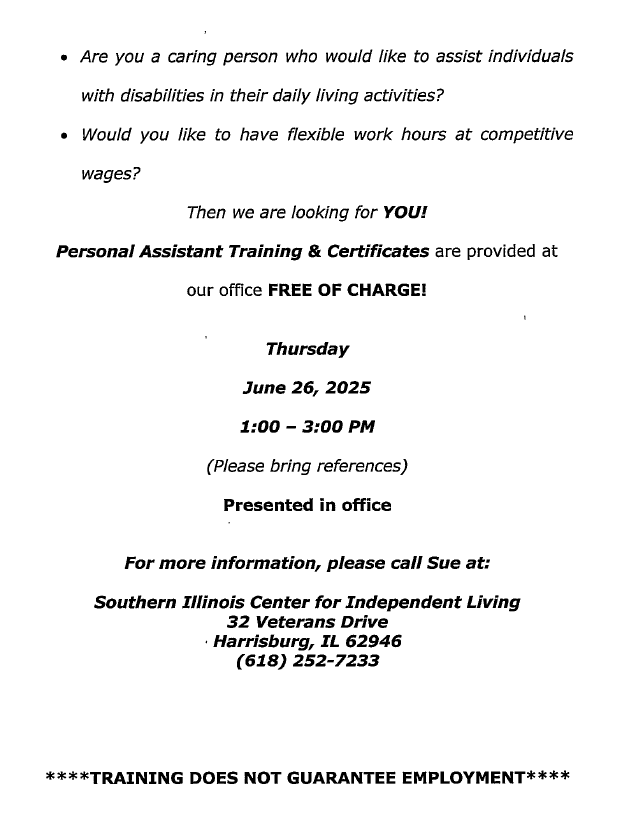 • Are you a caring person who would like to assist individuals
with disabilities in their daily living activities?
• Would you like to have flexible work hours at competitive
wages?
Then we are looking for YOU!
Personal Assistant Training & Certificates are provided at
our office FREE OF CHARGE!
Thursday
June 26, 2025
1:00 – 3:00 PM
(Please bring references)
Presented in office
For more information, please call Sue at:
Southern Illinois Center for Independent Living
32 Veterans Drive
Harrisburg, IL 62946
(618) 252-7233
****TRAINING DOES NOT GUARANTEE EMPLOYMENT****